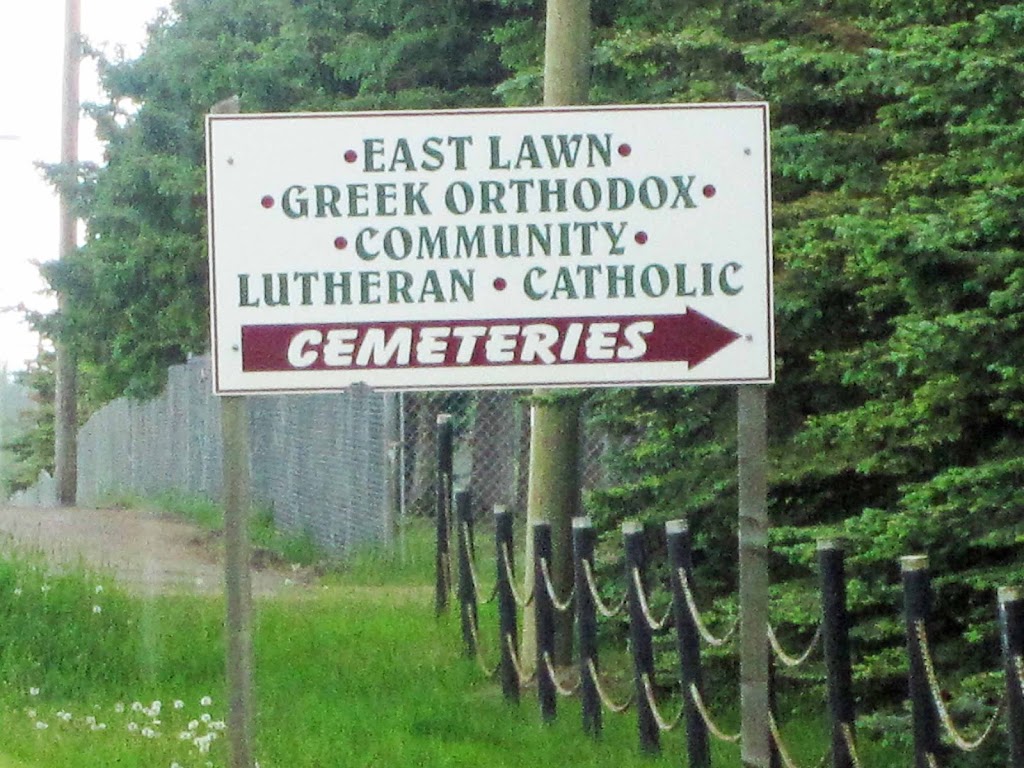 •EAST LAWN•
•GREEK ORTHODOX•
•COMMUNITY•
LUTHERAN • CATHOLIC
CEMETERIES